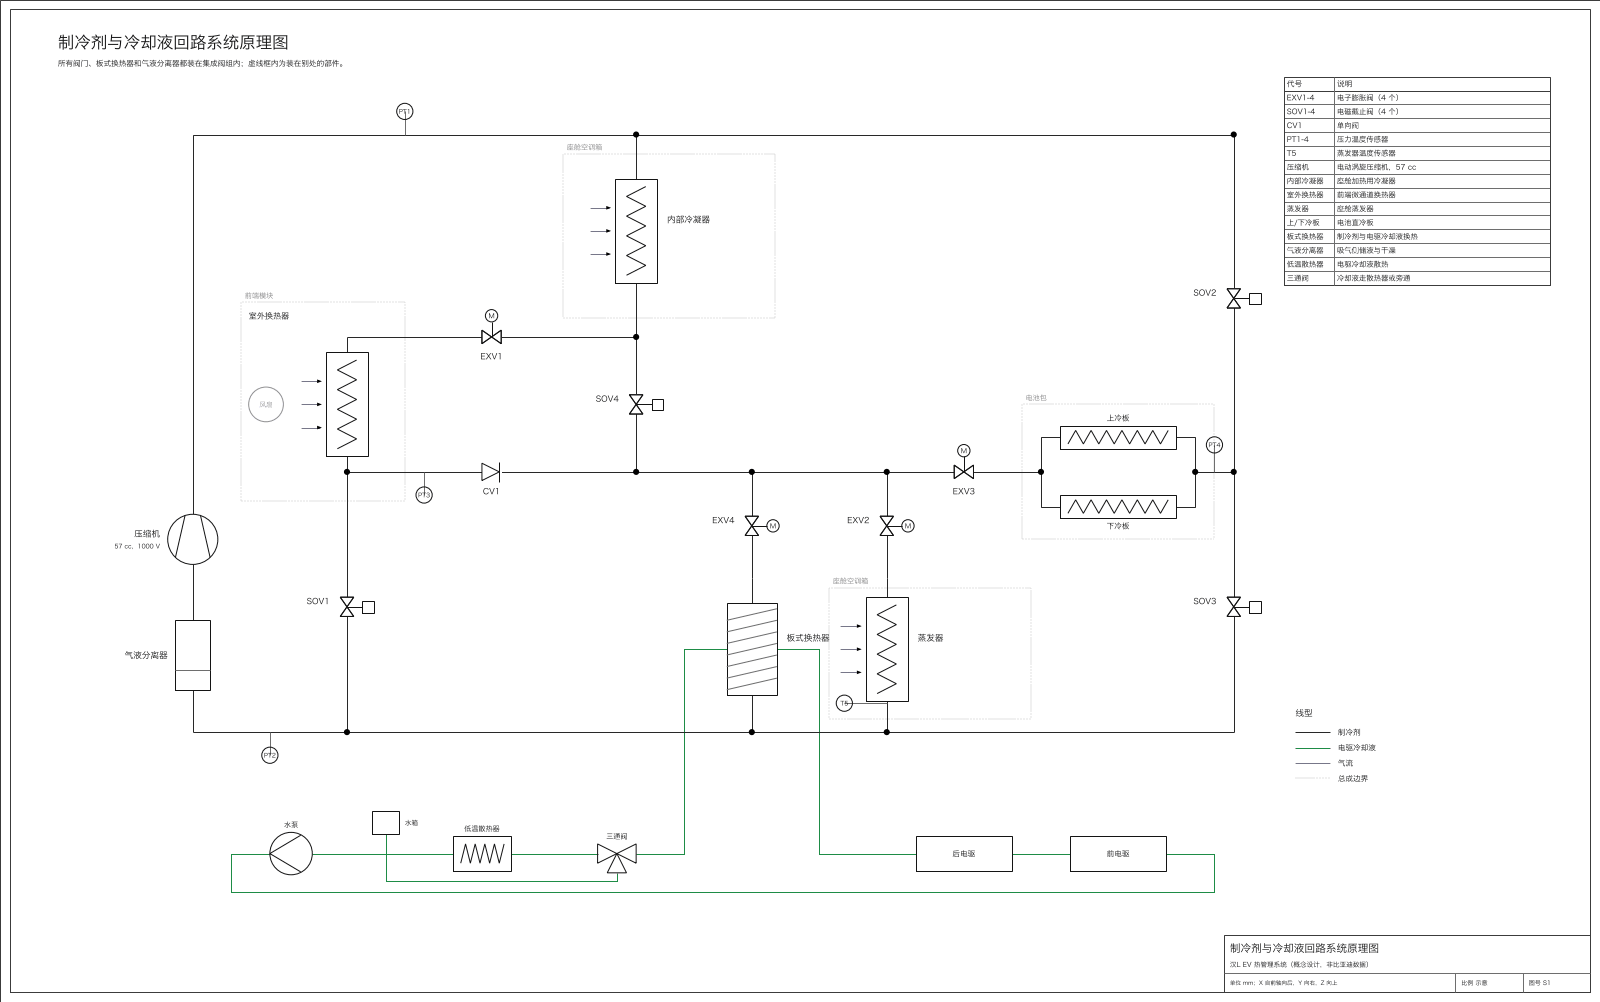 制冷剂与冷却液回路系统原理图
所有阀门、板式换热器和气液分离器都装在集成阀组内；虚线框内为装在别处的部件。
代号 说明
EXV1-4 电子膨胀阀（4 个）
SOV1-4 电磁截止阀（4 个）
CV1 单向阀
PT1-4 压力温度传感器
T5 蒸发器温度传感器
压缩机 电动涡旋压缩机，57 cc
内部冷凝器 座舱加热用冷凝器
室外换热器 前端微通道换热器
蒸发器 座舱蒸发器
上/下冷板 电池直冷板
板式换热器 制冷剂与电驱冷却液换热
气液分离器 吸气侧储液与干燥
低温散热器 电驱冷却液散热
三通阀 冷却液走散热器或旁通
PT1
座舱空调箱
内部冷凝器
SOV2
前端模块
室外换热器
M
EXV1
风扇
SOV4
电池包
上冷板
PT4
M
EXV3
下冷板
PT3
CV1
EXV4
M
EXV2
M
压缩机
57 cc，1000 V
座舱空调箱
SOV1
SOV3
板式换热器
蒸发器
气液分离器
T5
PT2
线型
制冷剂
电驱冷却液
气流
总成边界
水泵
水箱
低温散热器
三通阀
后电驱
前电驱
制冷剂与冷却液回路系统原理图
汉L EV 热管理系统（概念设计，非比亚迪数据）
单位 mm；X 由前轴向后，Y 向右，Z 向上
比例 示意
图号 S1